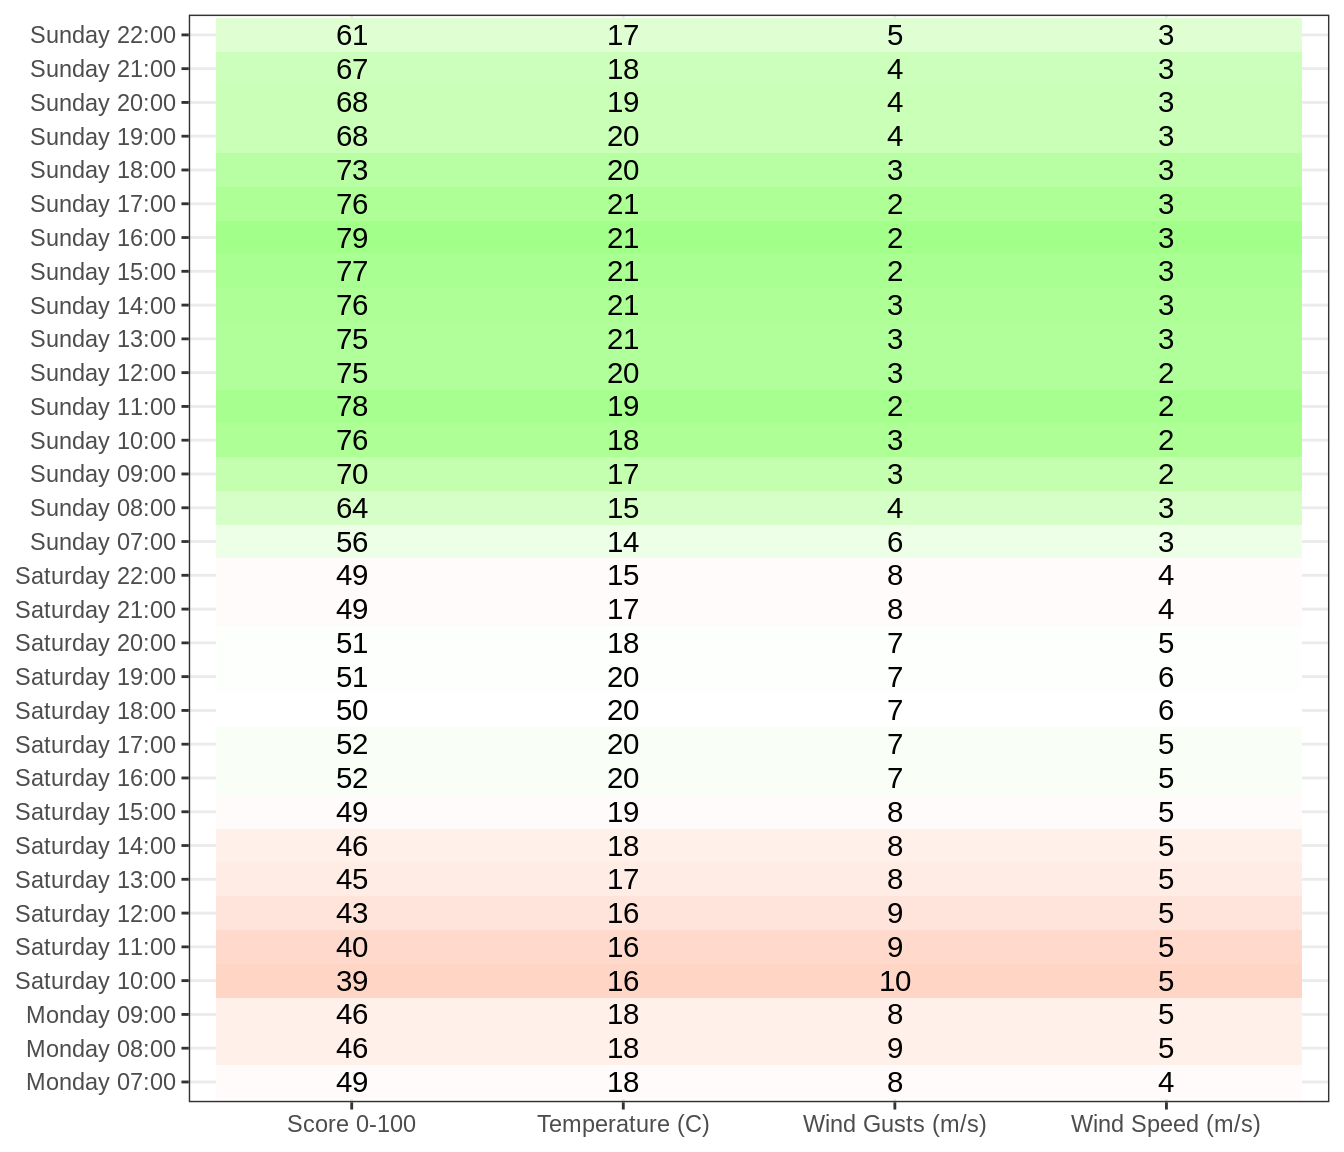 Sunday 22:00 61 17 5 3
Sunday 21:00 67 18 4 3
Sunday 20:00 68 19 4 3
Sunday 19:00 68 20 4 3
Sunday 18:00 73 20 3 3
Sunday 17:00 76 21 2 3
Sunday 16:00 79 21 2 3
Sunday 15:00 77 21 2 3
Sunday 14:00 76 21 3 3
Sunday 13:00 75 21 3 3
Sunday 12:00 75 20 3 2
Sunday 11:00 78 19 2 2
Sunday 10:00 76 18 3 2
Sunday 09:00 70 17 3 2
Sunday 08:00 64 15 4 3
Sunday 07:00 56 14 6 3
Saturday 22:00 49 15 8 4
Saturday 21:00 49 17 8 4
Saturday 20:00 51 18 7 5
Saturday 19:00 51 20 7 6
Saturday 18:00 50 20 7 6
Saturday 17:00 52 20 7 5
Saturday 16:00 52 20 7 5
Saturday 15:00 49 19 8 5
Saturday 14:00 46 18 8 5
Saturday 13:00 45 17 8 5
Saturday 12:00 43 16 9 5
Saturday 11:00 40 16 9 5
Saturday 10:00 39 16 10 5
Monday 09:00 46 18 8 5
Monday 08:00 46 18 9 5
Monday 07:00 49 18 8 4
Score 0-100 Temperature (C) Wind Gusts (m/s) Wind Speed (m/s)